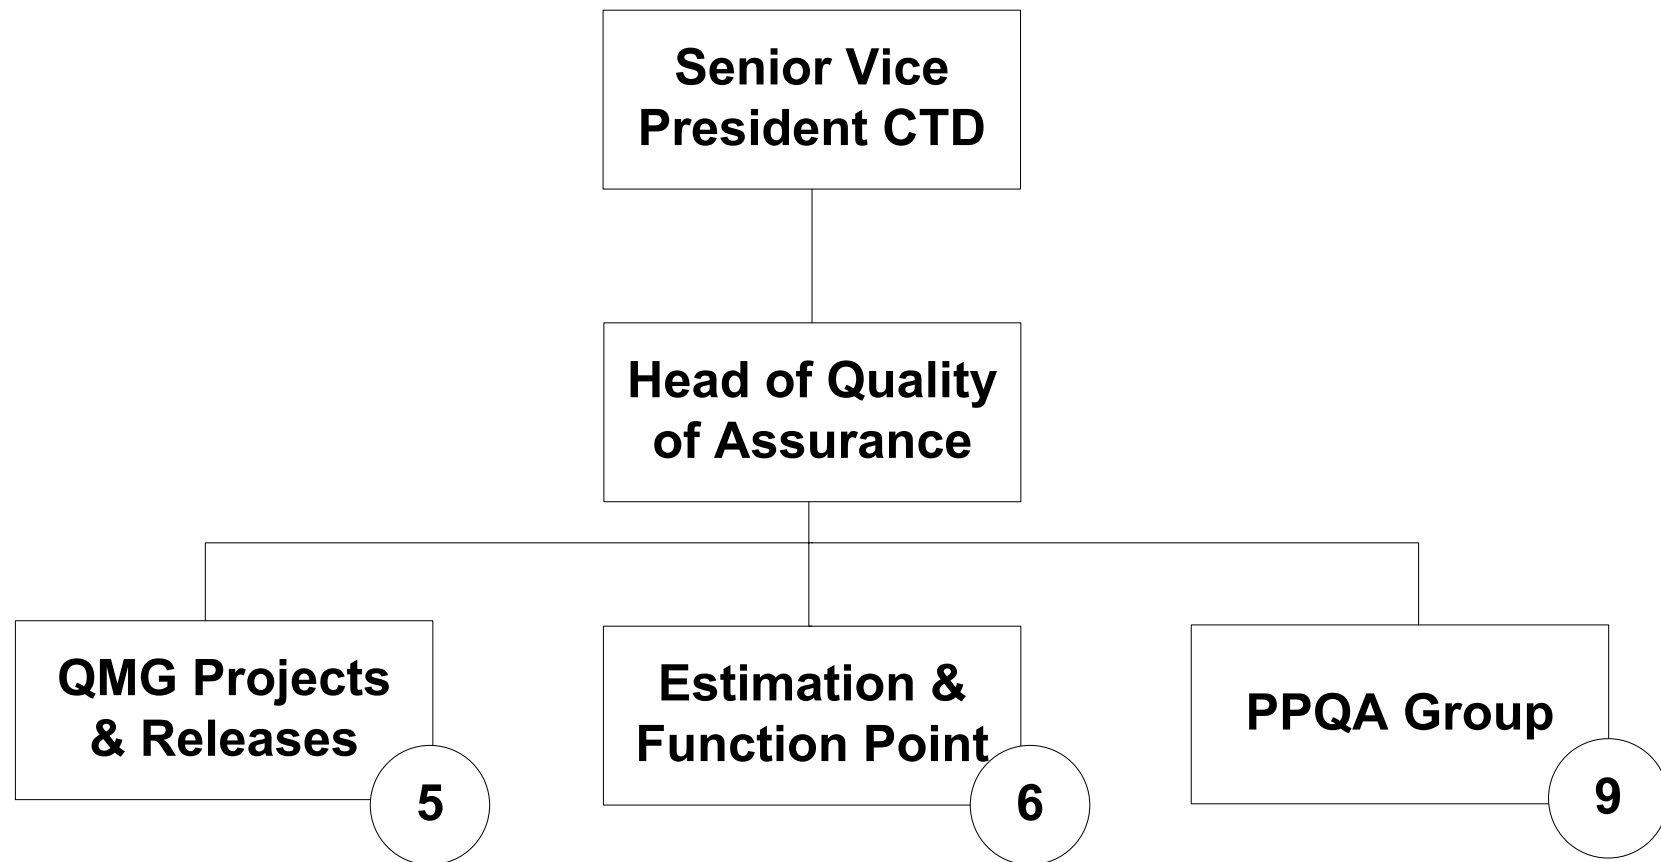 Senior Vice
President CTD
Head of Quality
of Assurance
QMG Projects
& Releases
5
Estimation &
Function Point
6
PPQA Group
9